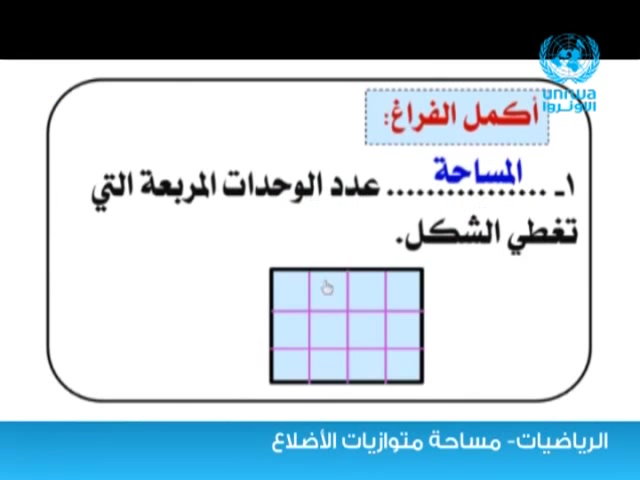 unrwa
الأونروا
أكمل الفراغ:
المساحة
١ـ ................ عدد الوحدات المربعة التي
تغطي الشكل.
الرياضيات- مساحة متوازيات الأضلاع